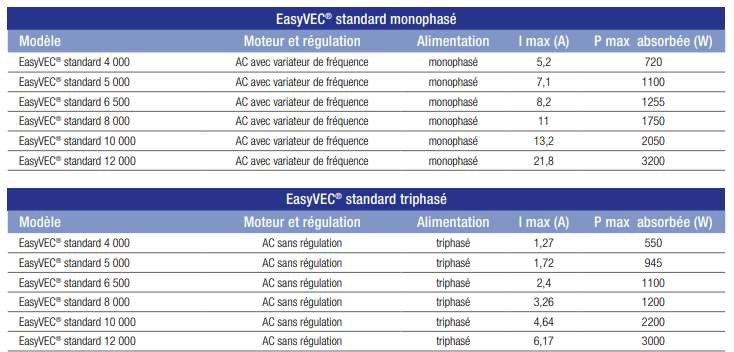 EasyVEC® standard monophasé
Modèle Moteur et régulation Alimentation I max (A) P max absorbée (W)
EasyVEC® standard 4 000 AC avec variateur de fréquence monophasé 5,2 720
EasyVEC® standard 5 000 AC avec variateur de fréquence monophasé 7,1 1100
EasyVEC® standard 6 500 AC avec variateur de fréquence monophasé 8,2 1255
EasyVEC® standard 8 000 AC avec variateur de fréquence monophasé 11 1750
EasyVEC® standard 10 000 AC avec variateur de fréquence monophasé 13,2 2050
EasyVEC® standard 12 000 AC avec variateur de fréquence monophasé 21,8 3200
EasyVEC® standard triphasé
Modèle Moteur et régulation Alimentation I max (A) P max absorbée (W)
EasyVEC® standard 4 000 AC sans régulation triphasé 1,27 550
EasyVEC® standard 5 000 AC sans régulation triphasé 1,72 945
EasyVEC® standard 6 500 AC sans régulation triphasé 2,4 1100
EasyVEC® standard 8 000 AC sans régulation triphasé 3,26 1200
EasyVEC® standard 10 000 AC sans régulation triphasé 4,64 2200
EasyVEC® standard 12 000 AC sans régulation triphasé 6,17 3000